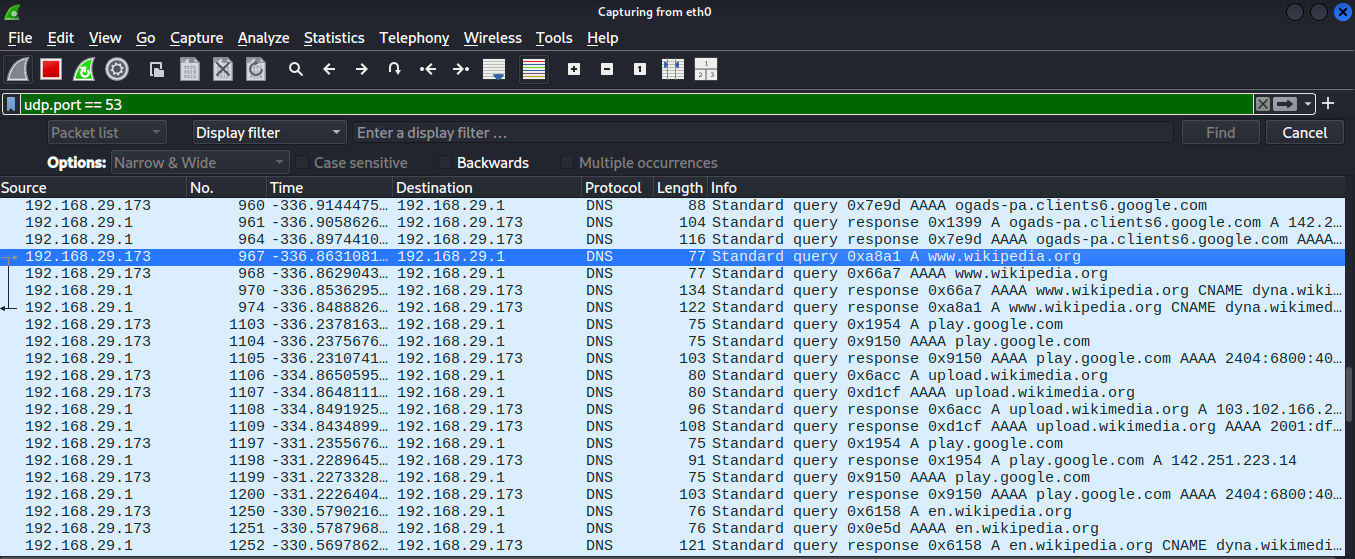 Capturing from eth0
File Edit View Go Capture Analyze Statistics Telephony Wireless Tools Help
udp.port == 53
Packet list Display filter Enter a display filter … Find Cancel
Options: Narrow & Wide Case sensitive Backwards Multiple occurrences
Source No. Time Destination Protocol Length Info
192.168.29.173 960 -336.9144475… 192.168.29.1 DNS 88 Standard query 0x7e9d AAAA ogads-pa.clients6.google.com
192.168.29.1 961 -336.9058626… 192.168.29.173 DNS 104 Standard query response 0x1399 A ogads-pa.clients6.google.com A 142.2…
192.168.29.1 964 -336.8974410… 192.168.29.173 DNS 116 Standard query response 0x7e9d AAAA ogads-pa.clients6.google.com AAAA…
192.168.29.173 967 -336.8631081… 192.168.29.1 DNS 77 Standard query 0xa8a1 A www.wikipedia.org
192.168.29.173 968 -336.8629043… 192.168.29.1 DNS 77 Standard query 0x66a7 AAAA www.wikipedia.org
192.168.29.1 970 -336.8536295… 192.168.29.173 DNS 134 Standard query response 0x66a7 AAAA www.wikipedia.org CNAME dyna.wiki…
192.168.29.1 974 -336.8488826… 192.168.29.173 DNS 122 Standard query response 0xa8a1 A www.wikipedia.org CNAME dyna.wikimed…
192.168.29.173 1103 -336.2378163… 192.168.29.1 DNS 75 Standard query 0x1954 A play.google.com
192.168.29.173 1104 -336.2375676… 192.168.29.1 DNS 75 Standard query 0x9150 AAAA play.google.com
192.168.29.1 1105 -336.2310741… 192.168.29.173 DNS 103 Standard query response 0x9150 AAAA play.google.com AAAA 2404:6800:40…
192.168.29.173 1106 -334.8650595… 192.168.29.1 DNS 80 Standard query 0x6acc A upload.wikimedia.org
192.168.29.173 1107 -334.8648111… 192.168.29.1 DNS 80 Standard query 0xd1cf AAAA upload.wikimedia.org
192.168.29.1 1108 -334.8491925… 192.168.29.173 DNS 96 Standard query response 0x6acc A upload.wikimedia.org A 103.102.166.2…
192.168.29.1 1109 -334.8434899… 192.168.29.173 DNS 108 Standard query response 0xd1cf AAAA upload.wikimedia.org AAAA 2001:df…
192.168.29.173 1197 -331.2355676… 192.168.29.1 DNS 75 Standard query 0x1954 A play.google.com
192.168.29.1 1198 -331.2289645… 192.168.29.173 DNS 91 Standard query response 0x1954 A play.google.com A 142.251.223.14
192.168.29.173 1199 -331.2273328… 192.168.29.1 DNS 75 Standard query 0x9150 AAAA play.google.com
192.168.29.1 1200 -331.2226404… 192.168.29.173 DNS 103 Standard query response 0x9150 AAAA play.google.com AAAA 2404:6800:40…
192.168.29.173 1250 -330.5790216… 192.168.29.1 DNS 76 Standard query 0x6158 A en.wikipedia.org
192.168.29.173 1251 -330.5787968… 192.168.29.1 DNS 76 Standard query 0x0e5d AAAA en.wikipedia.org
192.168.29.1 1252 -330.5697862… 192.168.29.173 DNS 121 Standard query response 0x6158 A en.wikipedia.org CNAME dyna.wikimedi…